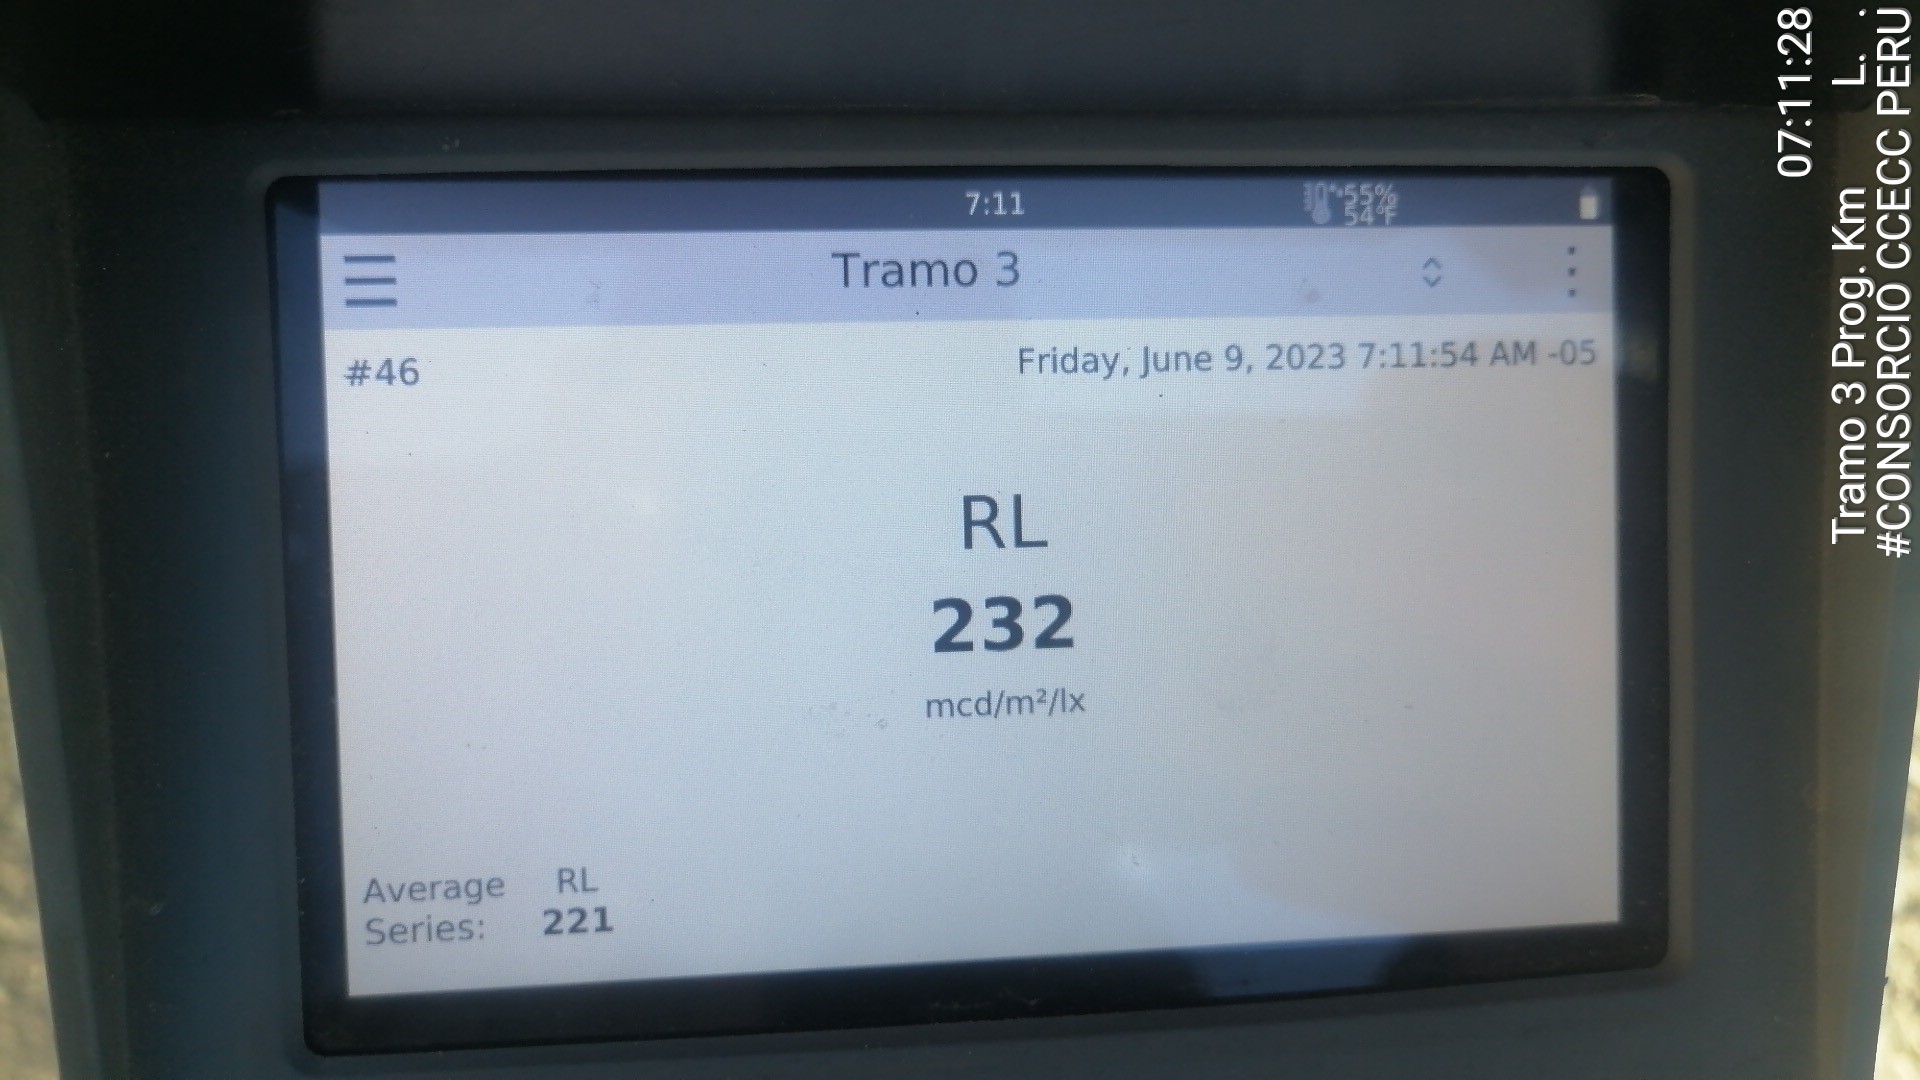 7:11
55%
54°F
Tramo 3
#46
Friday, June 9, 2023 7:11:54 AM -05
RL
232
mcd/m²/lx
Average RL
Series: 221
07:11:28
Tramo 3 Prog. Km L. .
#CONSORCIO CCECC PERU